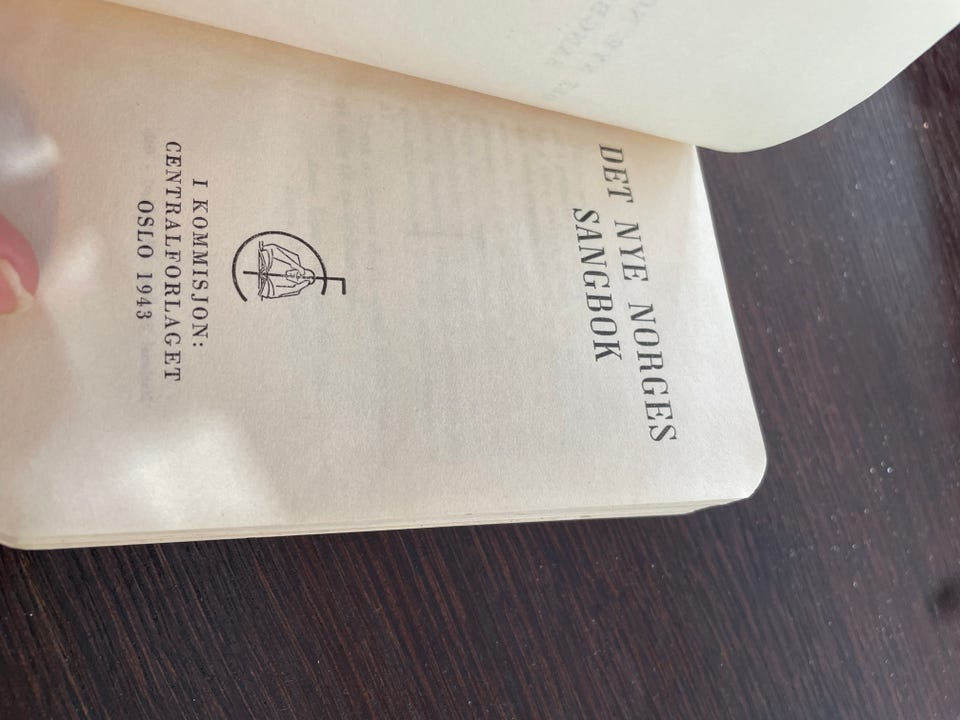 DET NYE NORGES
SANGBOK
I KOMMISJON:
CENTRALFORLAGET
OSLO 1943